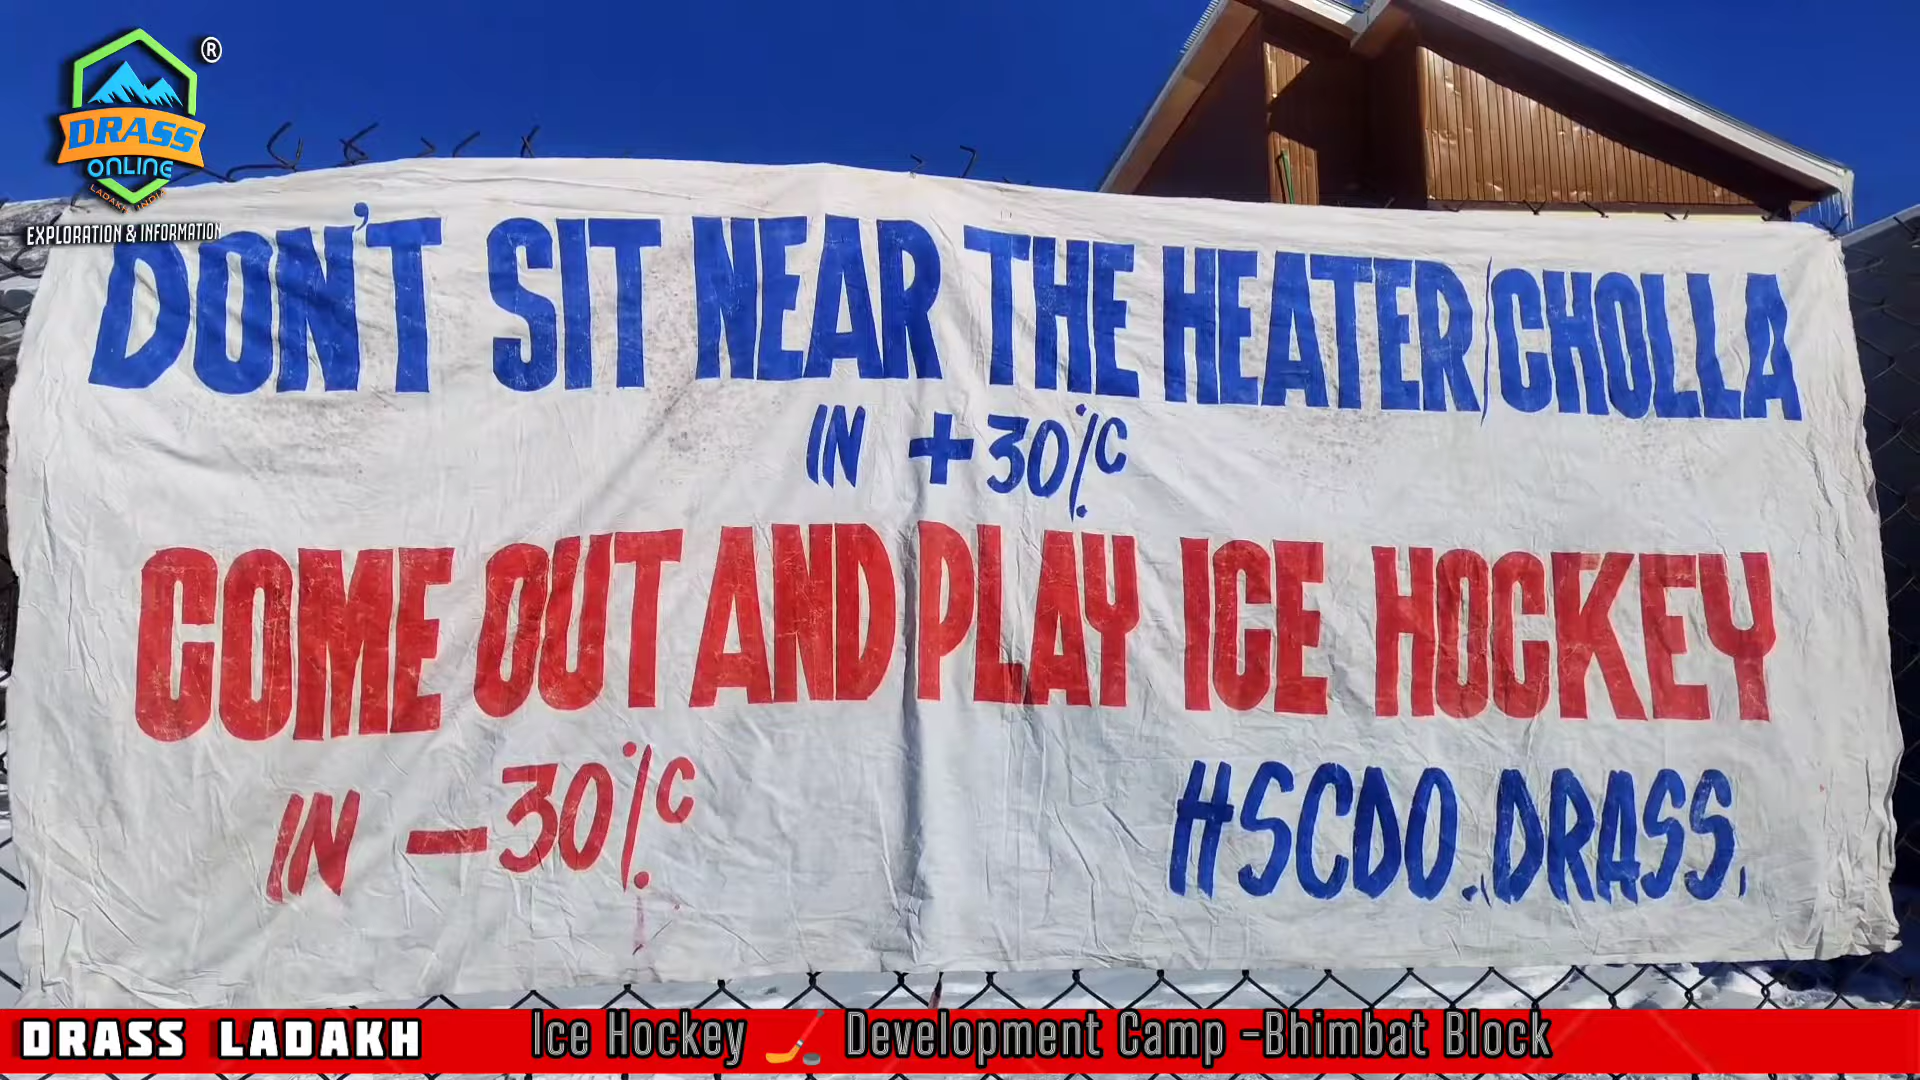 ®
DRASS
ONLINE
LADAKH INDIA
EXPLORATION & INFORMATION
DON'T SIT NEAR THE HEATER/CHOLLA
IN +30°/.C
COME OUT AND PLAY ICE HOCKEY
IN -30°/.C
#SCDO.DRASS.
DRASS LADAKH
Ice Hockey 🏒 Development Camp -Bhimbat Block